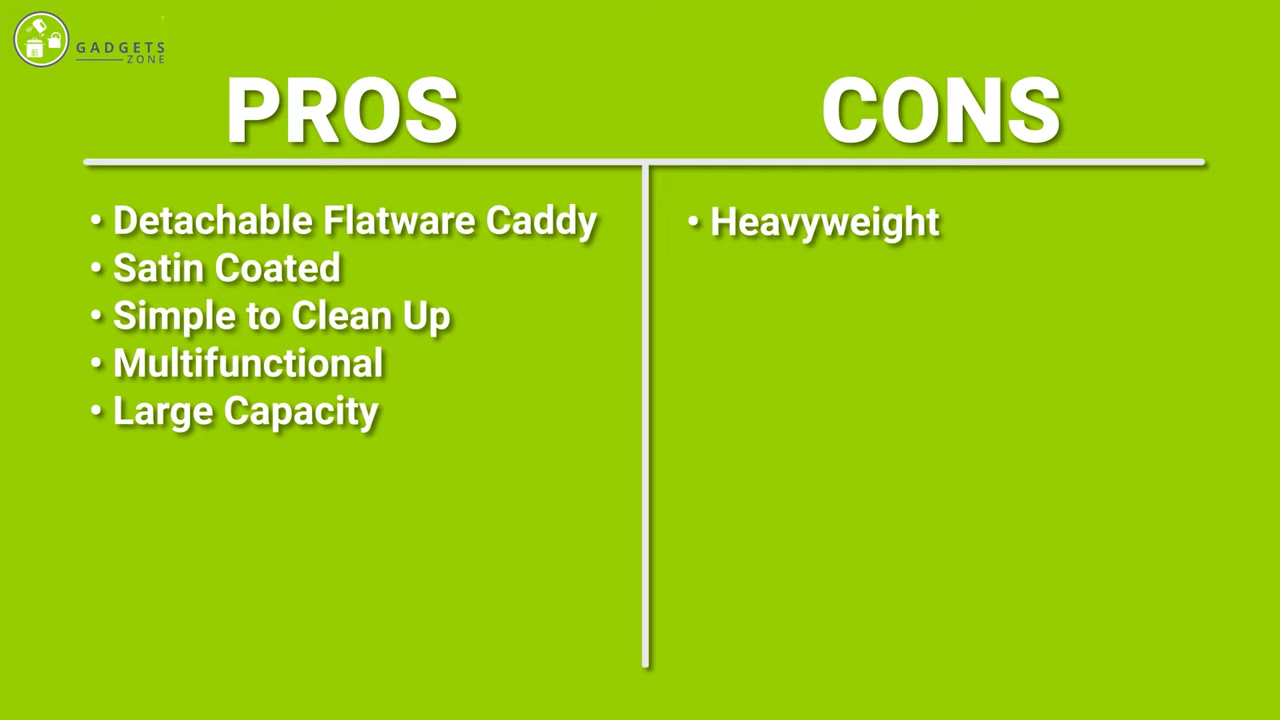 GADGETS
ZONE
PROS
CONS
• Detachable Flatware Caddy
• Satin Coated
• Simple to Clean Up
• Multifunctional
• Large Capacity
• Heavyweight